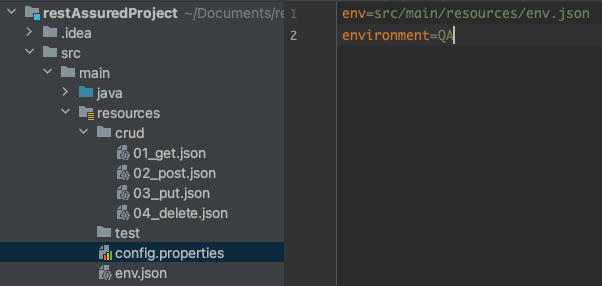 restAssuredProject ~/Documents/re
.idea
src
main
java
resources
crud
01_get.json
02_post.json
03_put.json
04_delete.json
test
config.properties
env.json
1 env=src/main/resources/env.json
2 environment=QA